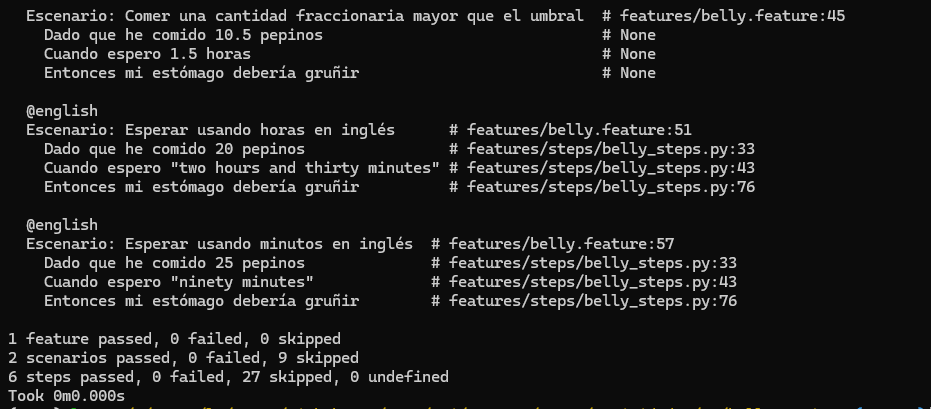 Escenario: Comer una cantidad fraccionaria mayor que el umbral # features/belly.feature:45
Dado que he comido 10.5 pepinos # None
Cuando espero 1.5 horas # None
Entonces mi estómago debería gruñir # None
@english
Escenario: Esperar usando horas en inglés # features/belly.feature:51
Dado que he comido 20 pepinos # features/steps/belly_steps.py:33
Cuando espero "two hours and thirty minutes" # features/steps/belly_steps.py:43
Entonces mi estómago debería gruñir # features/steps/belly_steps.py:76
@english
Escenario: Esperar usando minutos en inglés # features/belly.feature:57
Dado que he comido 25 pepinos # features/steps/belly_steps.py:33
Cuando espero "ninety minutes" # features/steps/belly_steps.py:43
Entonces mi estómago debería gruñir # features/steps/belly_steps.py:76
1 feature passed, 0 failed, 0 skipped
2 scenarios passed, 0 failed, 9 skipped
6 steps passed, 0 failed, 27 skipped, 0 undefined
Took 0m0.000s